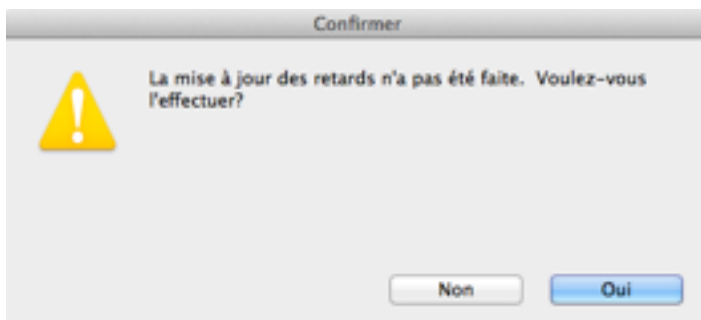 Confirmer
La mise à jour des retards n'a pas été faite.  Voulez-vous
l'effectuer?
Non
Oui